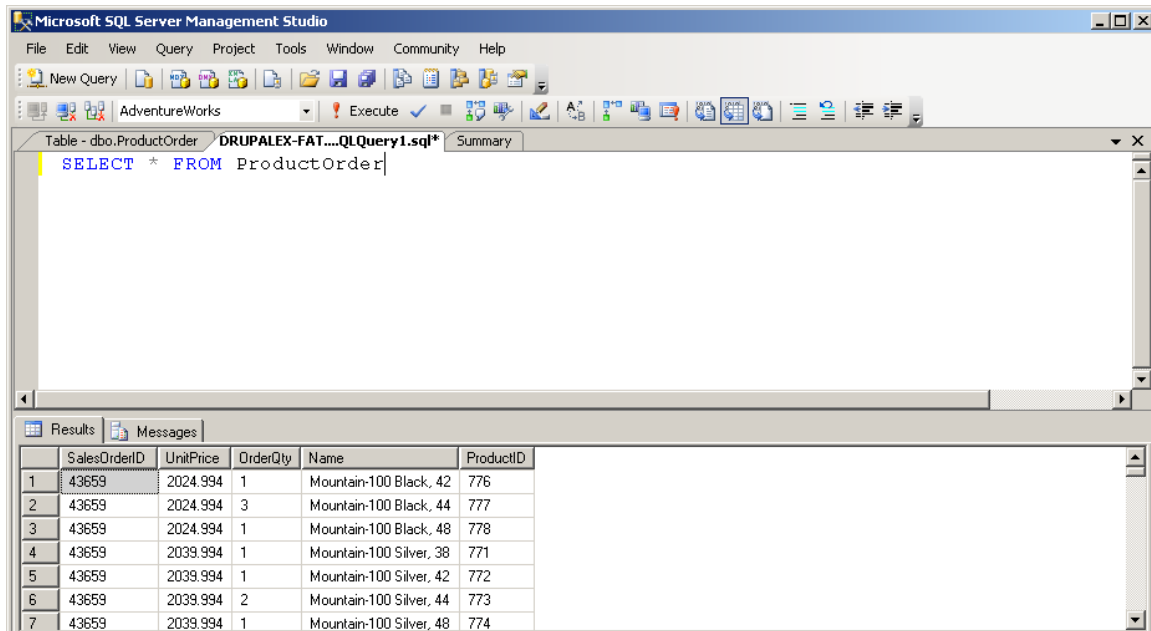 Microsoft SQL Server Management Studio
File Edit View Query Project Tools Window Community Help
New Query
AdventureWorks Execute
Table - dbo.ProductOrder DRUPALEX-FAT....QLQuery1.sql* Summary
SELECT * FROM ProductOrder
Results Messages
SalesOrderID UnitPrice OrderQty Name ProductID
1 43659 2024.994 1 Mountain-100 Black, 42 776
2 43659 2024.994 3 Mountain-100 Black, 44 777
3 43659 2024.994 1 Mountain-100 Black, 48 778
4 43659 2039.994 1 Mountain-100 Silver, 38 771
5 43659 2039.994 1 Mountain-100 Silver, 42 772
6 43659 2039.994 2 Mountain-100 Silver, 44 773
7 43659 2039.994 1 Mountain-100 Silver, 48 774